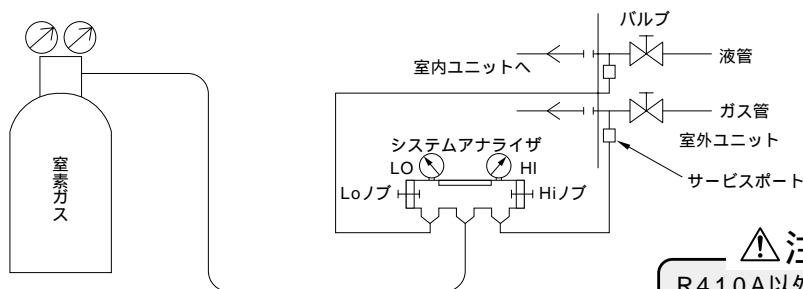 バルブ
液管
室内ユニットへ
ガス管
室外ユニット
サービスポート
システムアナライザ
LO
HI
Loノブ
Hiノブ
窒素ガス
注
R410A以外